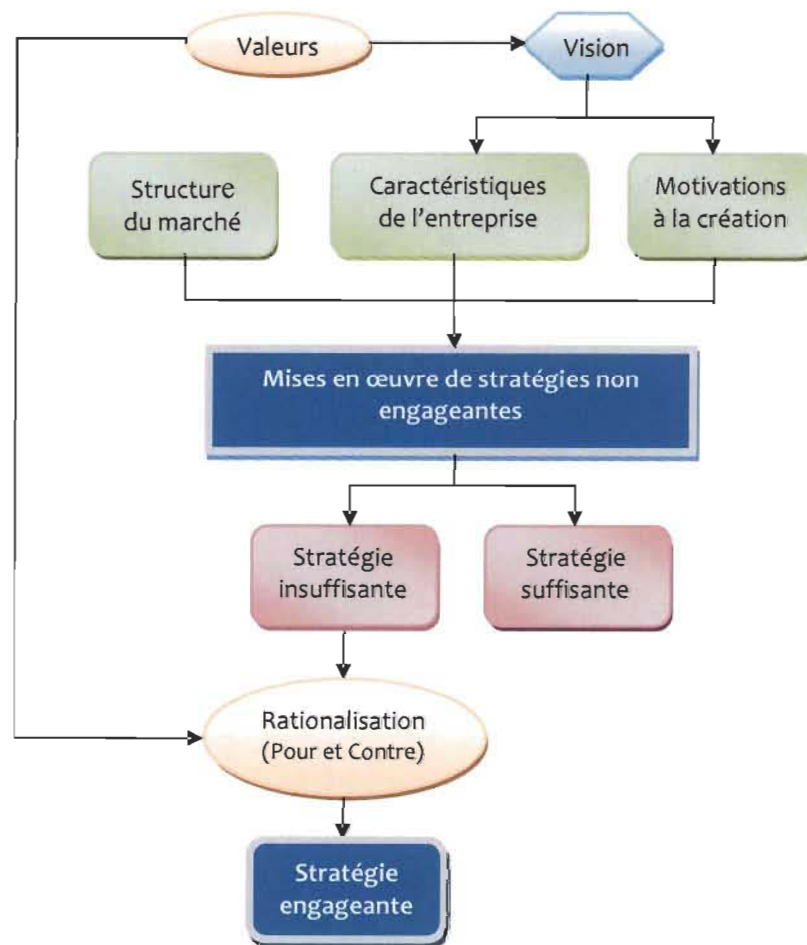 Valeurs
Vision
Structure
du marché
Caractéristiques
de l'entreprise
Motivations
à la création
Mises en œuvre de stratégies non
engageantes
Stratégie
insuffisante
Stratégie
suffisante
Rationalisation
(Pour et Contre)
Stratégie
engageante